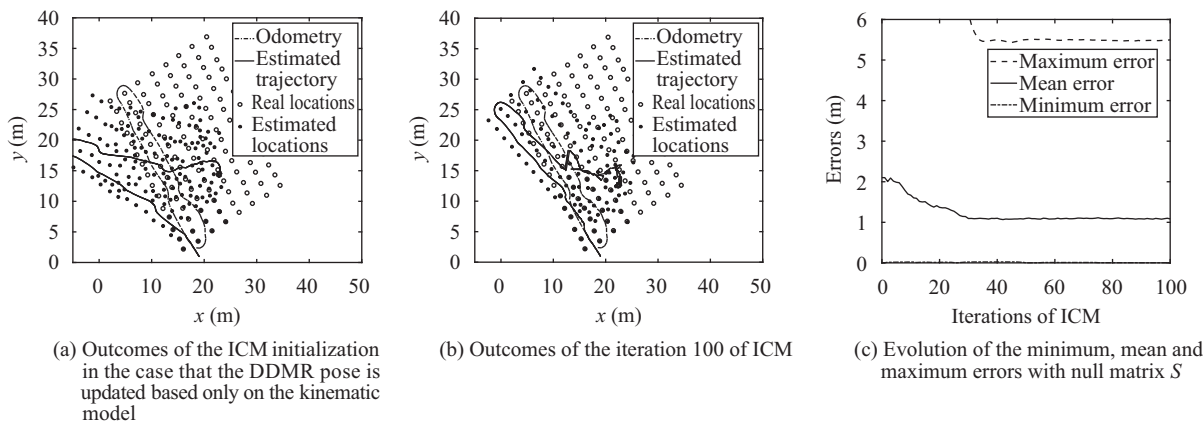 40
35
30
25
20
15
10
5
0
y (m)
Odometry
Estimated
trajectory
Real locations
Estimated
locations
0 10 20 30 40 50
x (m)
(a) Outcomes of the ICM initialization
in the case that the DDMR pose is
updated based only on the kinematic
model
40
35
30
25
20
15
10
5
0
y (m)
Odometry
Estimated
trajectory
Real locations
Estimated
locations
0 10 20 30 40 50
x (m)
(b) Outcomes of the iteration 100 of ICM
6
5
4
3
2
1
0
Errors (m)
Maximum error
Mean error
Minimum error
0 20 40 60 80 100
Iterations of ICM
(c) Evolution of the minimum, mean and
maximum errors with null matrix S